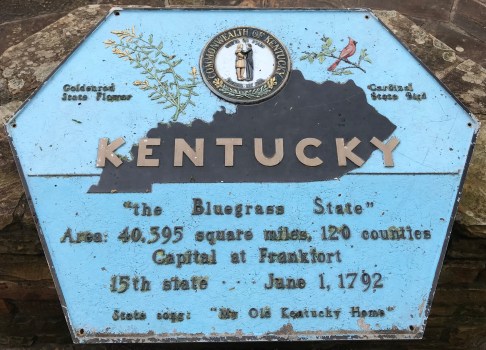 COMMONWEALTH OF KENTUCKY
Goldenrod
State Flower
Cardinal
State Bird
KENTUCKY
"the Bluegrass State"
Area: 40,395 square miles, 120 counties
Capital at Frankfort
15th state June 1, 1792
State song: "My Old Kentucky Home"